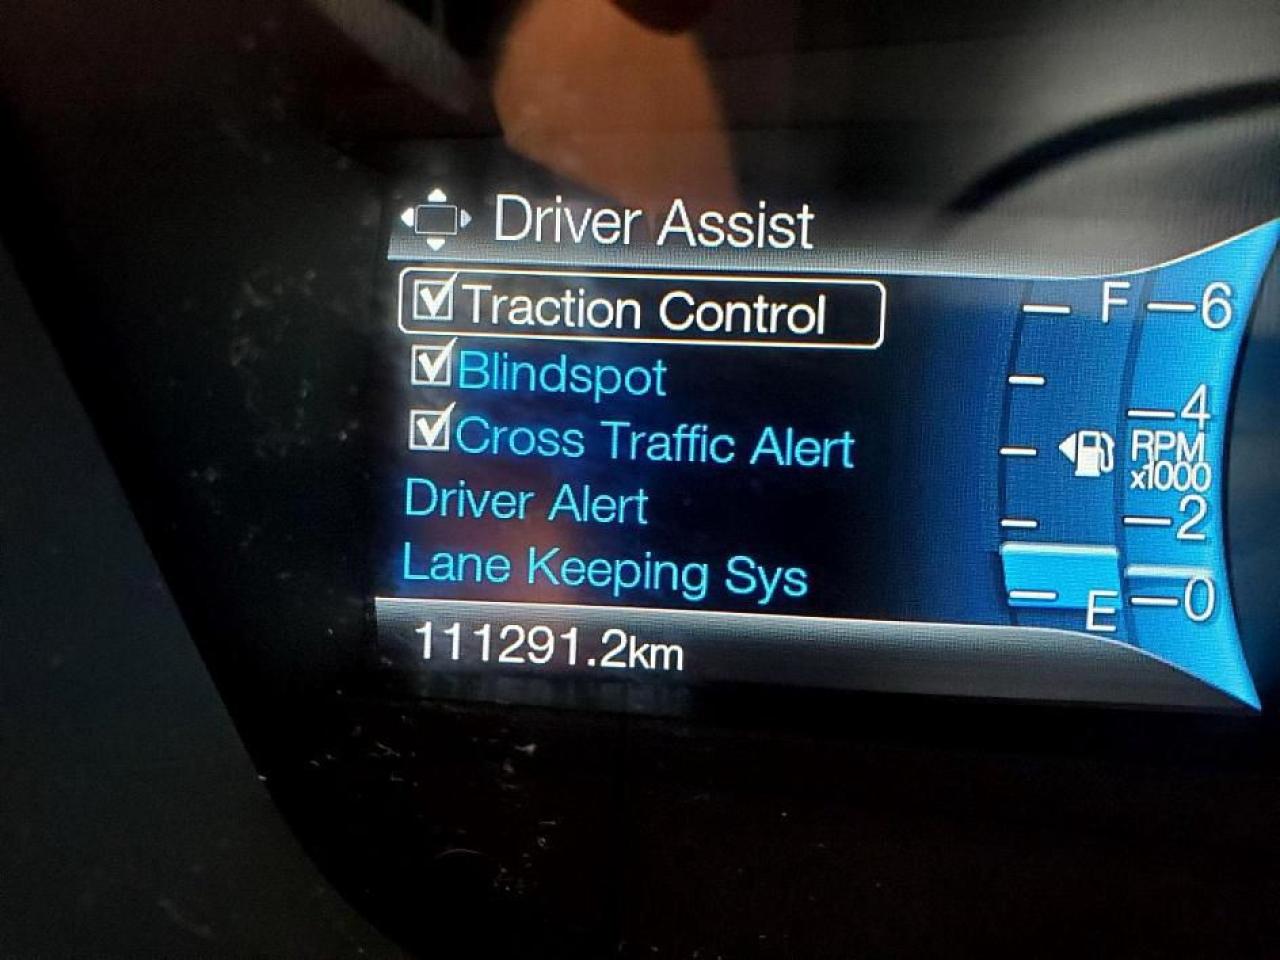 Driver Assist
Traction Control
Blindspot
Cross Traffic Alert
Driver Alert
Lane Keeping Sys
111291.2km
F
E
6
4
RPM
x1000
2
0